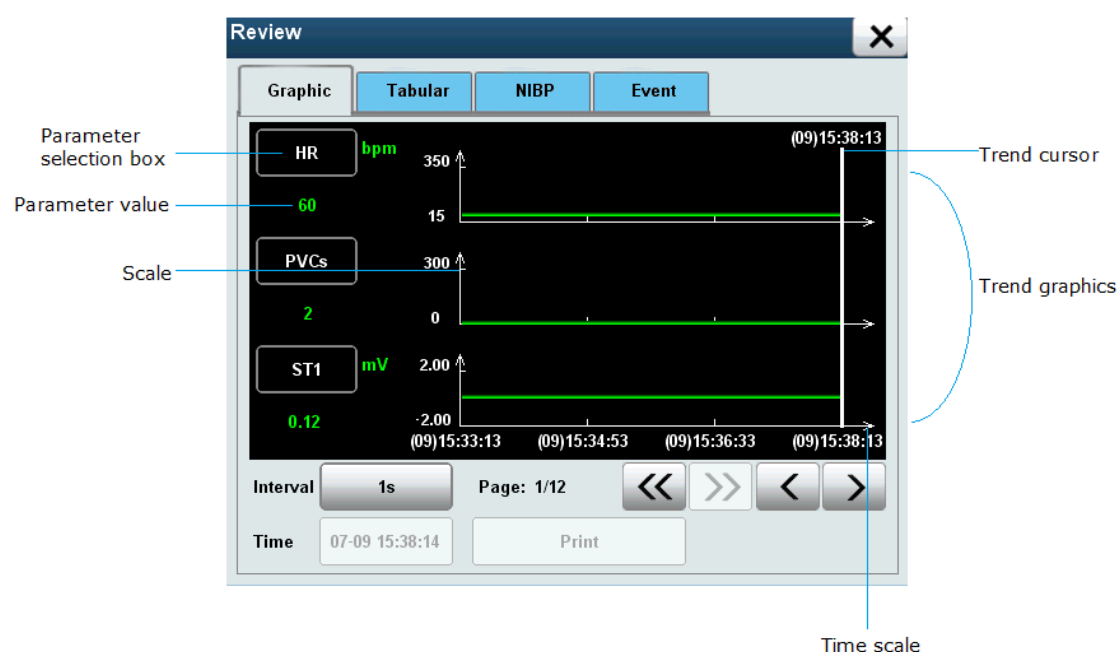 Review
Graphic
Tabular
NIBP
Event
Parameter
selection box
HR
bpm
350
(09)15:38:13
Trend cursor
Parameter value
60
15
PVCs
300
Scale
Trend graphics
2
0
ST1
mV
2.00
0.12
-2.00
(09)15:33:13
(09)15:34:53
(09)15:36:33
(09)15:38:13
Interval
1s
Page: 1/12
Time
07-09 15:38:14
Print
Time scale